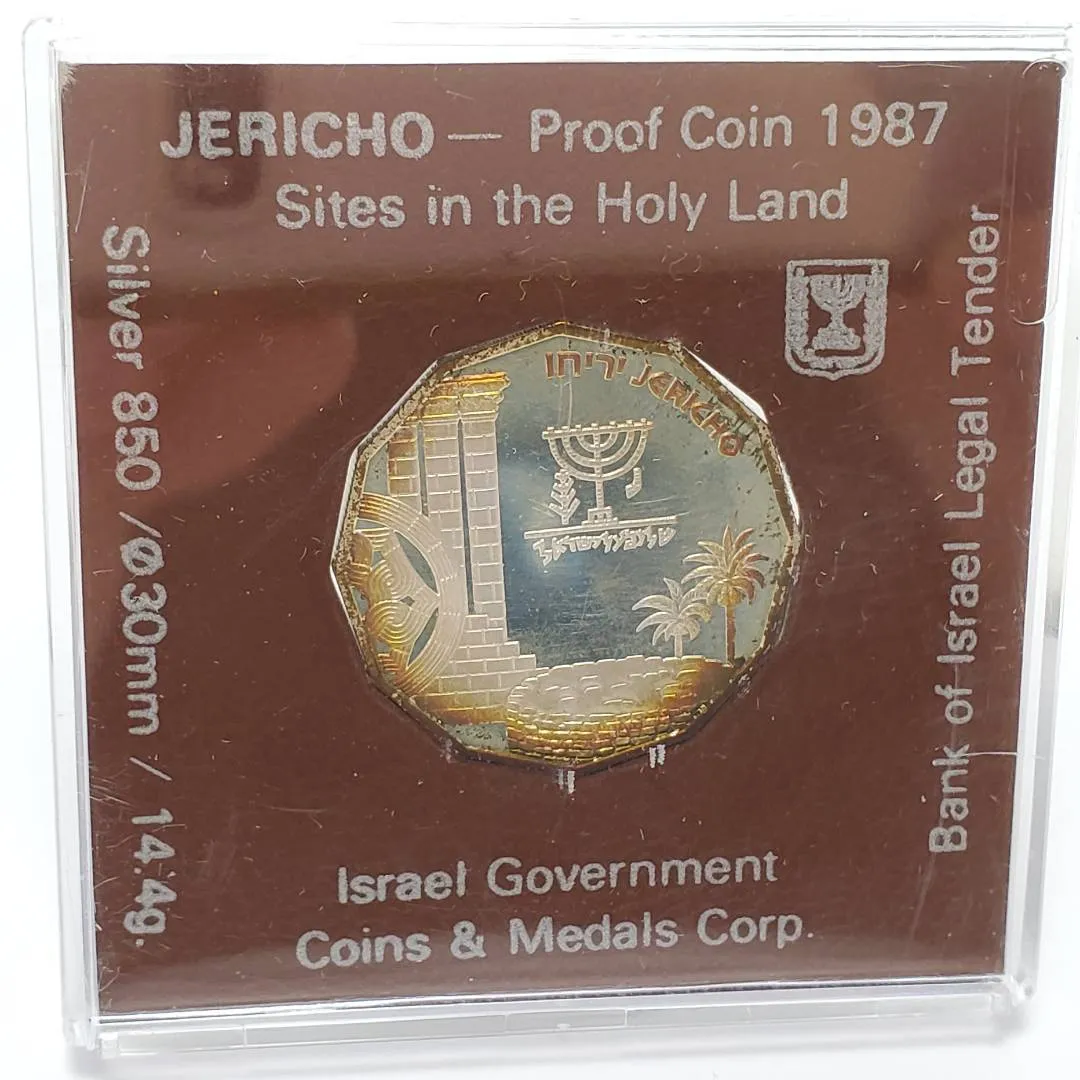 JERICHO — Proof Coin 1987
Sites in the Holy Land
Silver 850 / Ø30mm / 14.4g.
יריחו JERICHO
Bank of Israel Legal Tender
Israel Government
Coins & Medals Corp.